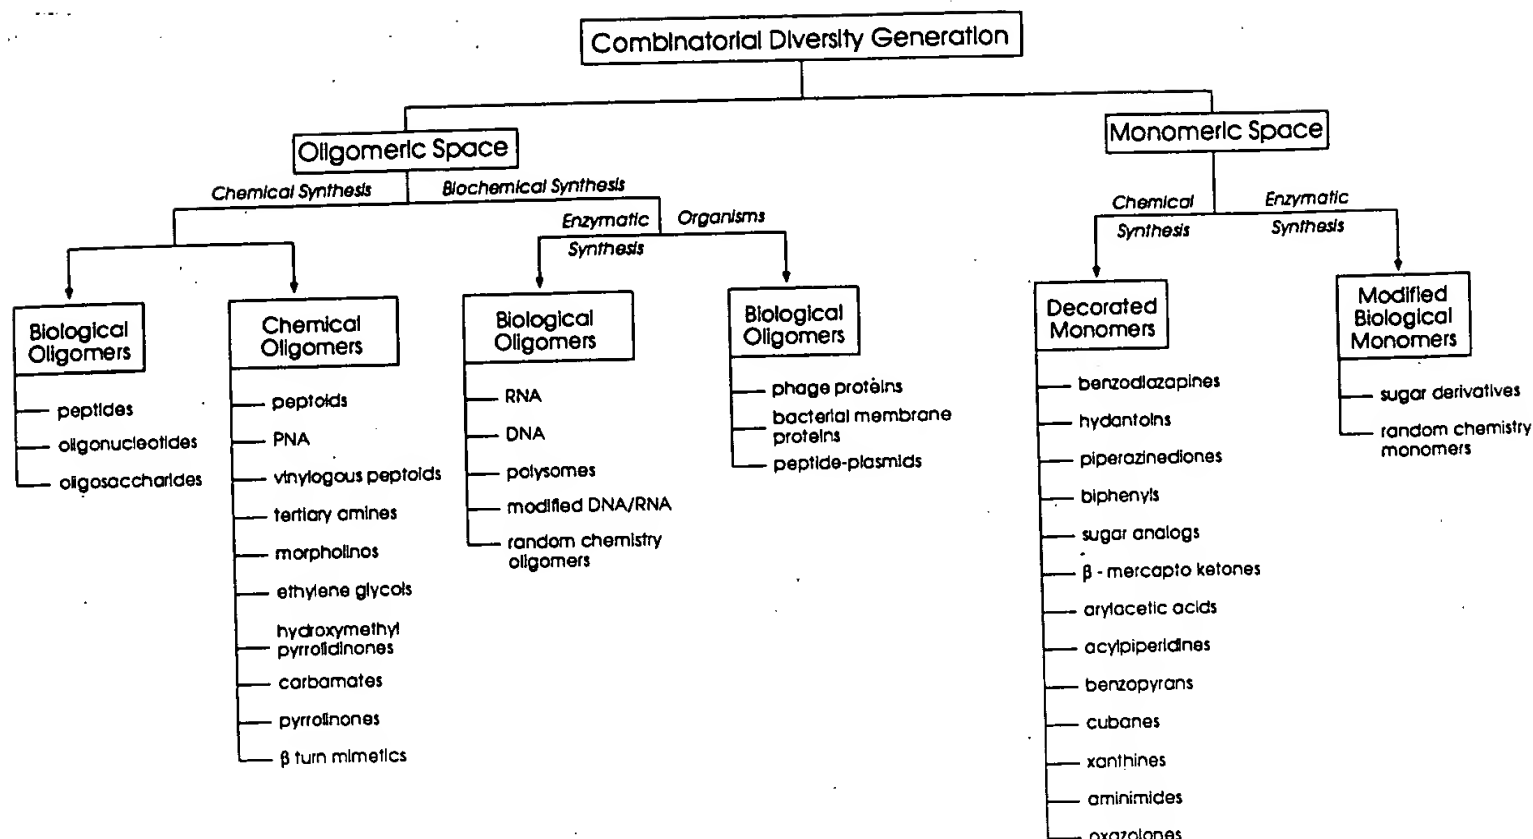 Combinatorial Diversity Generation
Oligomeric Space
Monomeric Space
Chemical Synthesis
Biochemical Synthesis
Enzymatic
Synthesis
Organisms
Chemical
Synthesis
Enzymatic
Synthesis
Biological
Oligomers
peptides
oligonucleotides
oligosaccharides
Chemical
Oligomers
peptoids
PNA
vinylogous peptoids
tertiary amines
morpholinos
ethylene glycols
hydroxymethyl
pyrrolidinones
carbamates
pyrrolinones
β turn mimetics
Biological
Oligomers
RNA
DNA
polysomes
modified DNA/RNA
random chemistry
oligomers
Biological
Oligomers
phage proteins
bacterial membrane
proteins
peptide-plasmids
Decorated
Monomers
benzodiazapines
hydantoins
piperazinediones
biphenyls
sugar analogs
β - mercapto ketones
arylacetic acids
acylpiperidines
benzopyrans
cubanes
xanthines
aminimides
oxazolones
Modified
Biological
Monomers
sugar derivatives
random chemistry
monomers